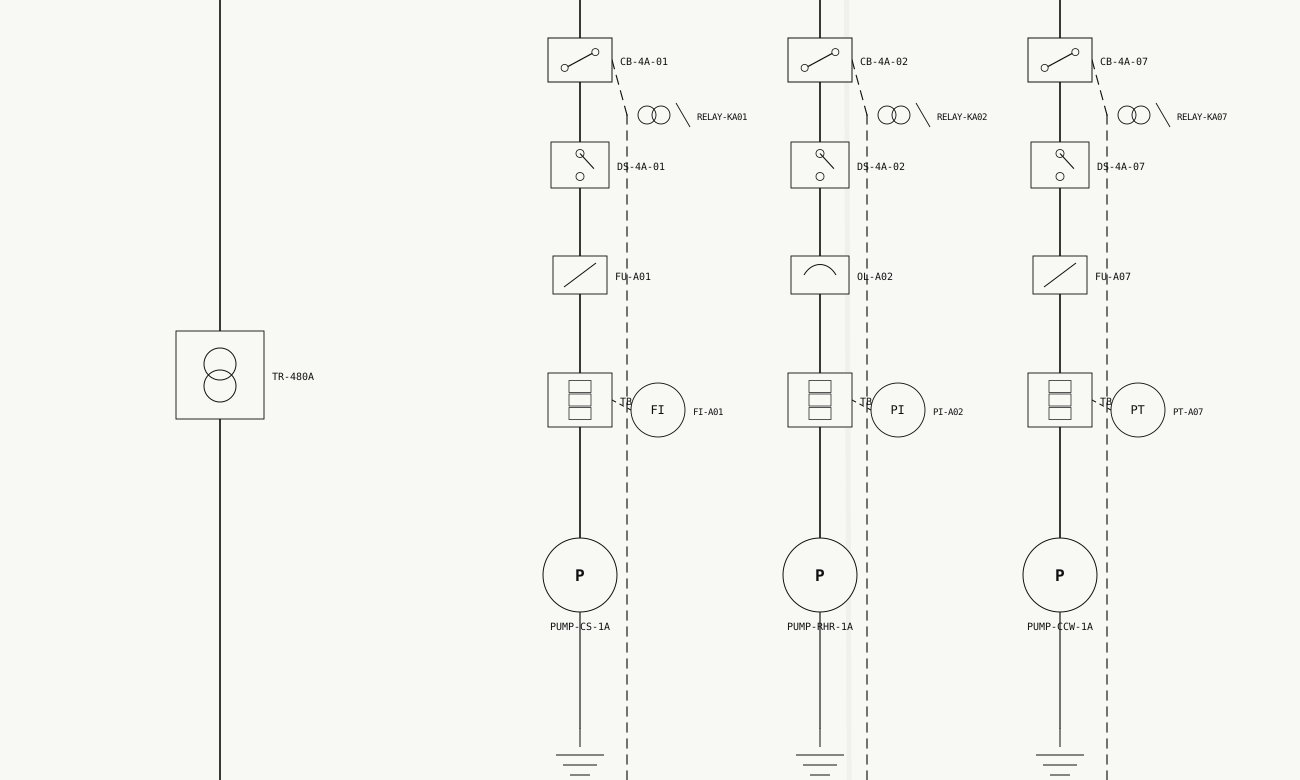 CB-4A-01
CB-4A-02
CB-4A-07
RELAY-KA01
RELAY-KA02
RELAY-KA07
DS-4A-01
DS-4A-02
DS-4A-07
FU-A01
OL-A02
FU-A07
TR-480A
FI
FI-A01
PI
PI-A02
PT
PT-A07
P
P
P
PUMP-CS-1A
PUMP-RHR-1A
PUMP-CCW-1A